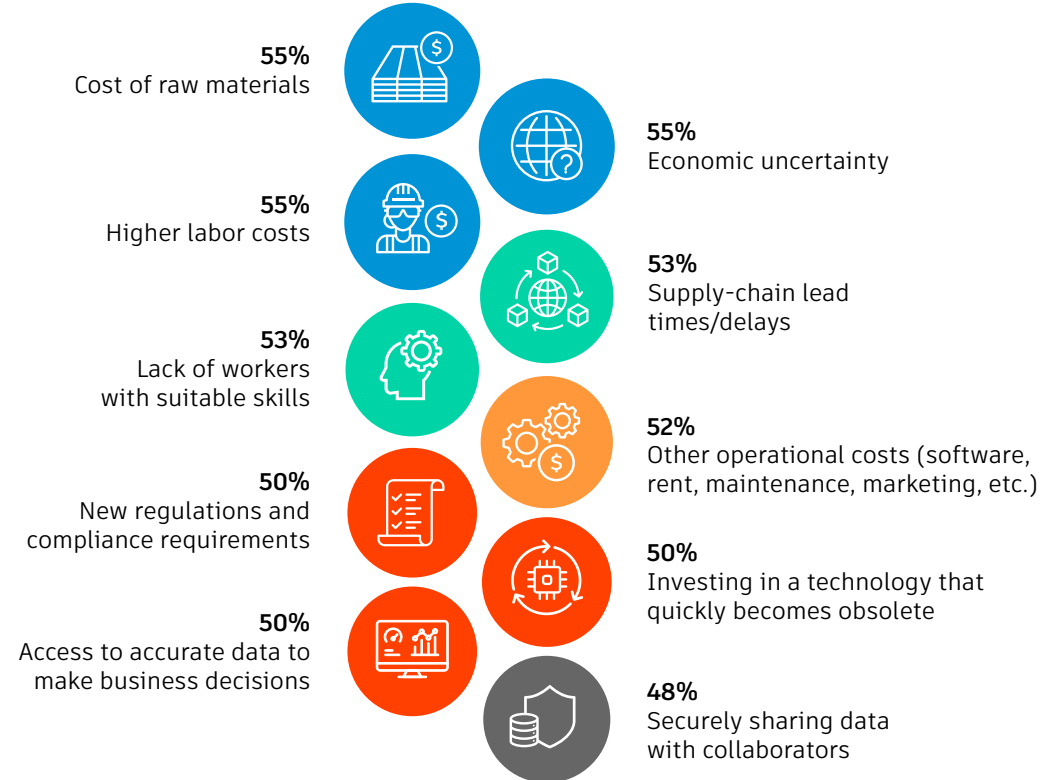 55%
Cost of raw materials
$
55%
Economic uncertainty
?
55%
Higher labor costs
$
53%
Supply-chain lead
times/delays
53%
Lack of workers
with suitable skills
52%
Other operational costs (software,
rent, maintenance, marketing, etc.)
$
50%
New regulations and
compliance requirements
50%
Investing in a technology that
quickly becomes obsolete
50%
Access to accurate data to
make business decisions
48%
Securely sharing data
with collaborators